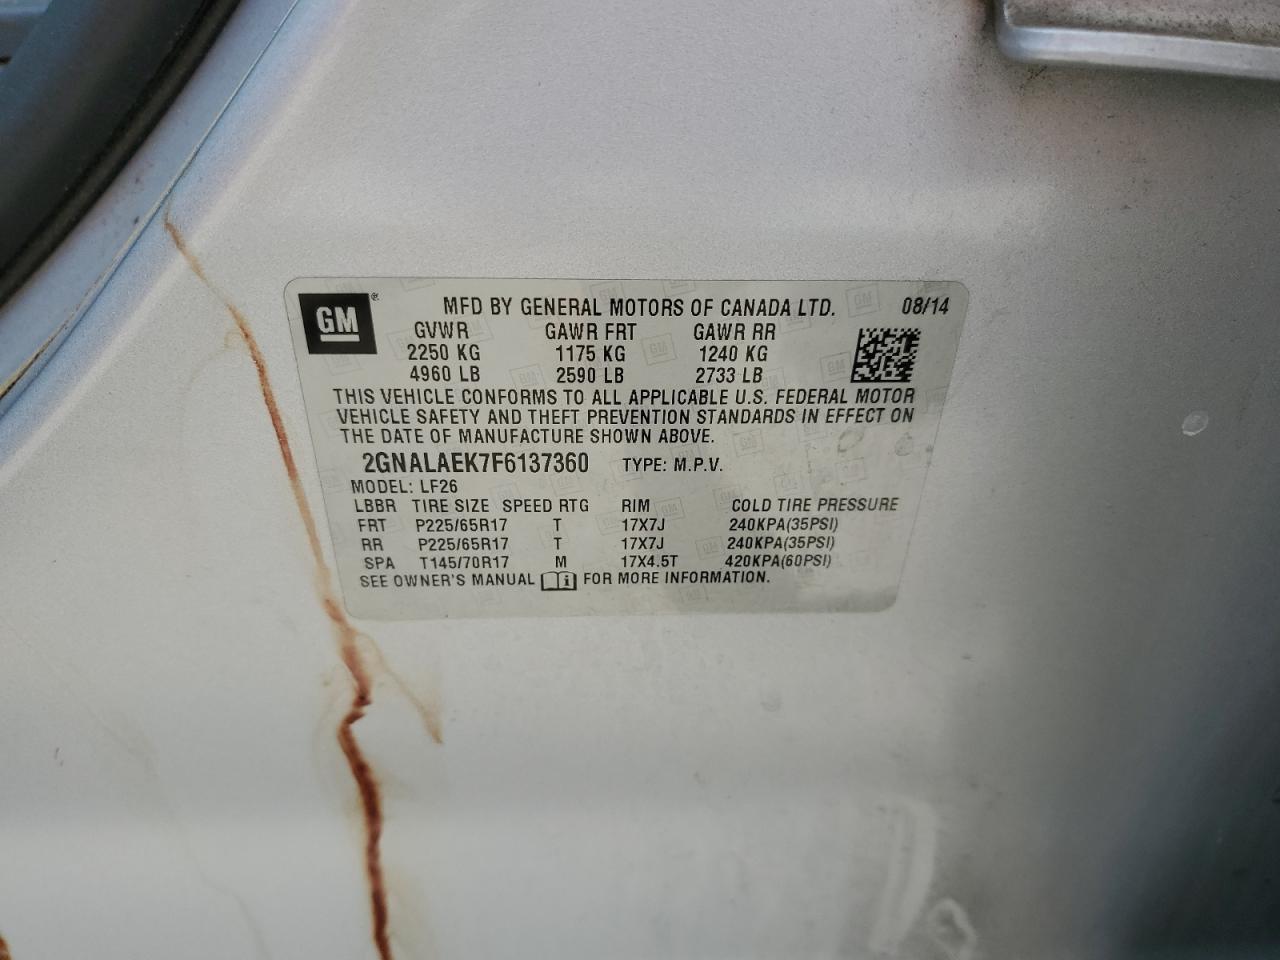 GM ® MFD BY GENERAL MOTORS OF CANADA LTD. 08/14
GVWR GAWR FRT GAWR RR
2250 KG 1175 KG 1240 KG
4960 LB 2590 LB 2733 LB
THIS VEHICLE CONFORMS TO ALL APPLICABLE U.S. FEDERAL MOTOR
VEHICLE SAFETY AND THEFT PREVENTION STANDARDS IN EFFECT ON
THE DATE OF MANUFACTURE SHOWN ABOVE.
2GNALAEK7F6137360 TYPE: M.P.V.
MODEL: LF26
LBBR TIRE SIZE SPEED RTG RIM COLD TIRE PRESSURE
FRT P225/65R17 T 17X7J 240KPA(35PSI)
RR P225/65R17 T 17X7J 240KPA(35PSI)
SPA T145/70R17 M 17X4.5T 420KPA(60PSI)
SEE OWNER'S MANUAL i FOR MORE INFORMATION.